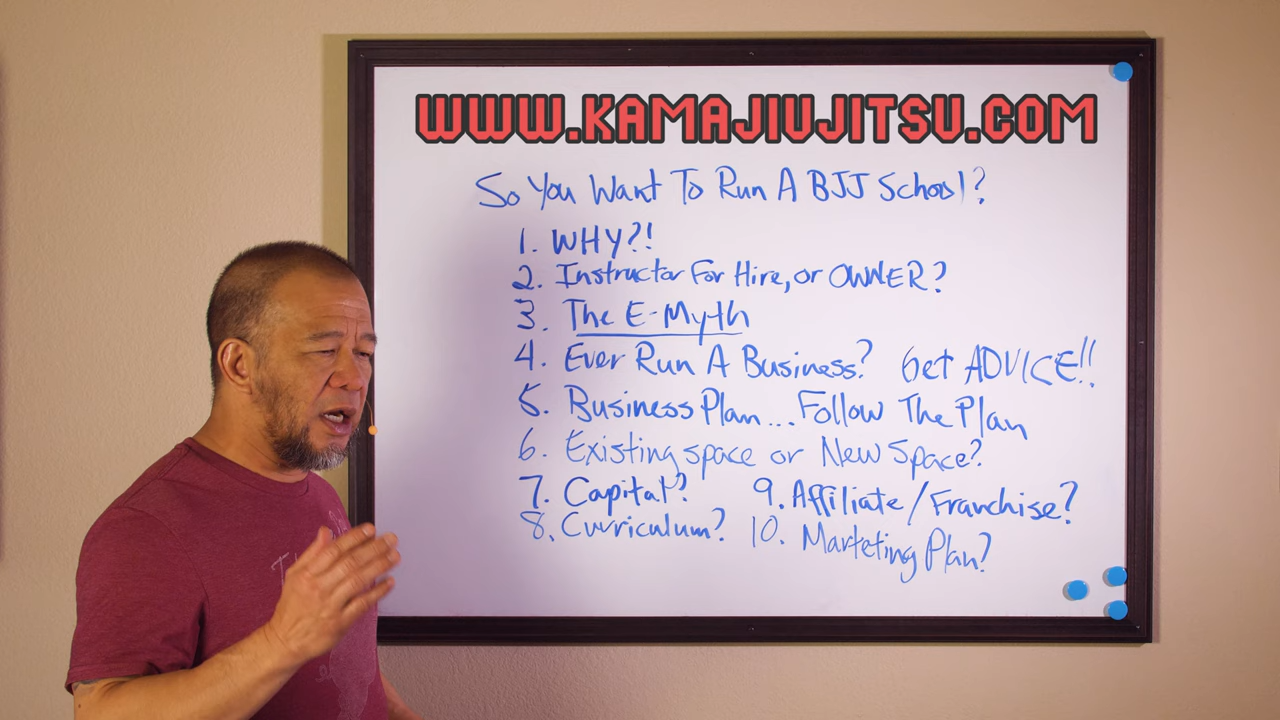 WWW.KAMAJIUJITSU.COM
So You Want To Run A BJJ School?
1. WHY?!
2. Instructor For Hire, or OWNER?
3. The E-Myth
4. Ever Run A Business? Get ADVICE!!
5. Business Plan... Follow The Plan
6. Existing space or New Space?
7. Capital? 9. Affiliate/Franchise?
8. Curriculum? 10. Marketing Plan?